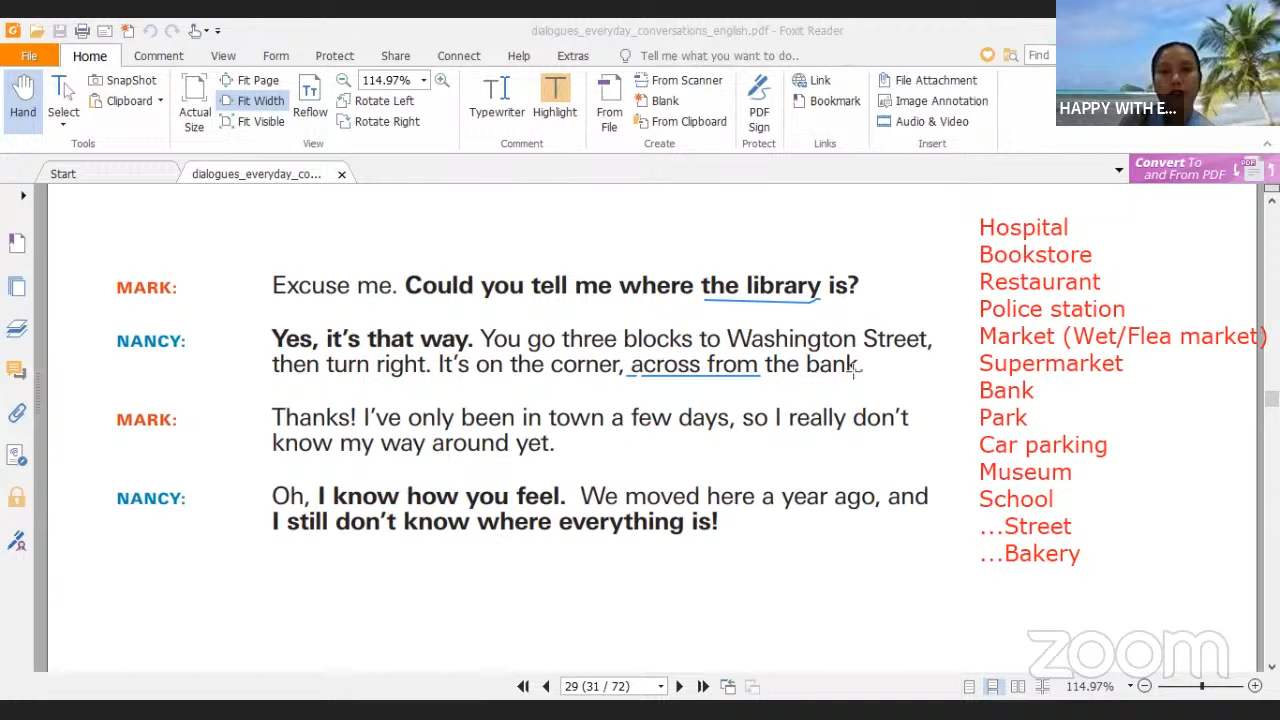 dialogues_everyday_conversations_english.pdf - Foxit Reader
File Home Comment View Form Protect Share Connect Help Extras Tell me what you want to do... Find
Hand
Select
SnapShot
Clipboard
Tools
Actual Size
Fit Page
Fit Width
Fit Visible
Reflow
114.97%
Rotate Left
Rotate Right
View
Typewriter
Highlight
Comment
From File
From Scanner
Blank
From Clipboard
Create
PDF Sign
Protect
Link
Bookmark
Links
File Attachment
Image Annotation
Audio & Video
Insert
HAPPY WITH E...
Start
dialogues_everyday_co...
Convert To
and From PDF
PDF
MARK: Excuse me. Could you tell me where the library is?
NANCY: Yes, it's that way. You go three blocks to Washington Street,
then turn right. It's on the corner, across from the bank.
MARK: Thanks! I've only been in town a few days, so I really don't
know my way around yet.
NANCY: Oh, I know how you feel. We moved here a year ago, and
I still don't know where everything is!
Hospital
Bookstore
Restaurant
Police station
Market (Wet/Flea market)
Supermarket
Bank
Park
Car parking
Museum
School
...Street
...Bakery
zoom
29 (31 / 72)
114.97%